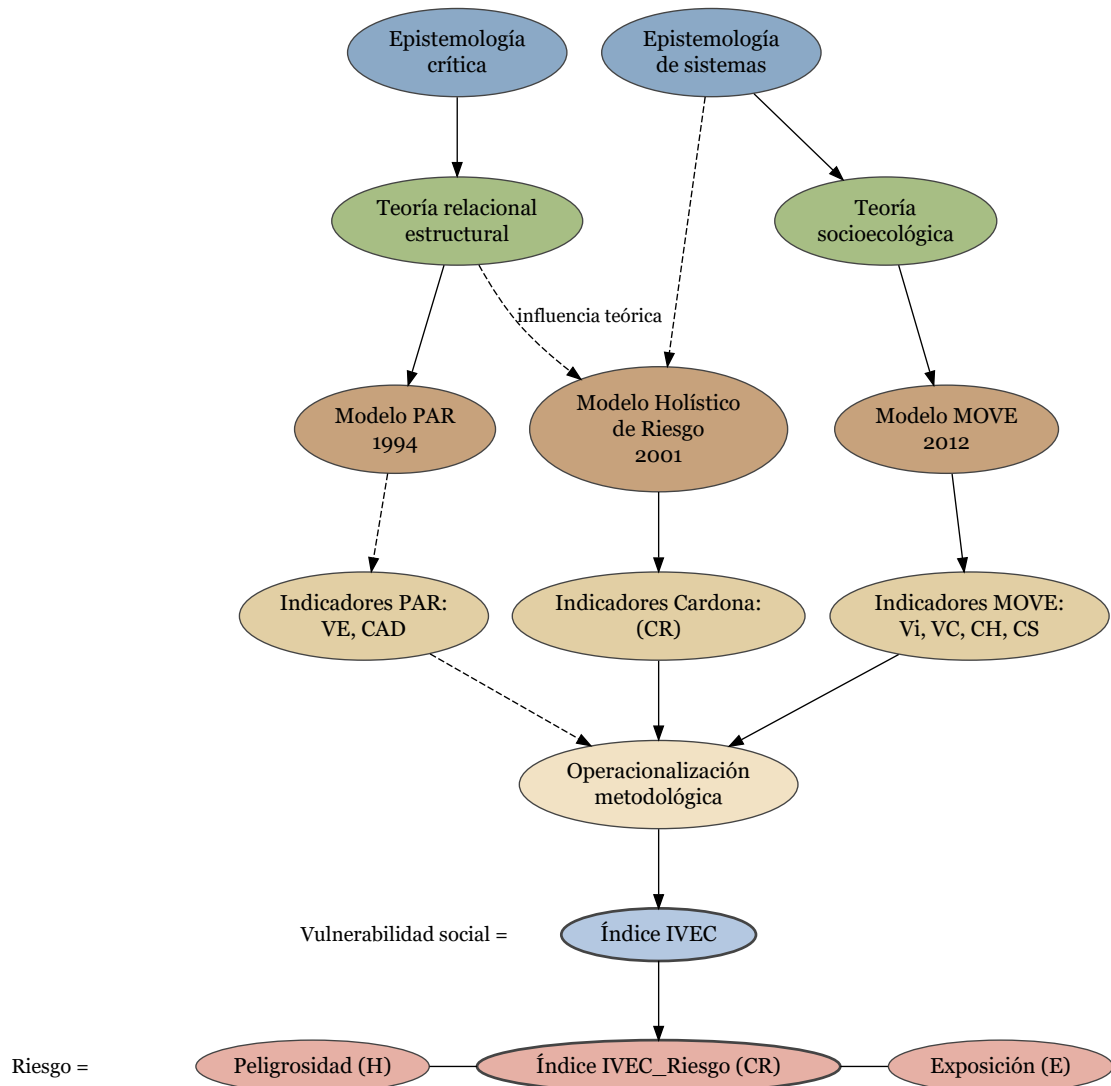 Epistemología
crítica
Epistemología
de sistemas
Teoría relacional
estructural
Teoría
socioecológica
influencia teórica
Modelo PAR
1994
Modelo Holístico
de Riesgo
2001
Modelo MOVE
2012
Indicadores PAR:
VE, CAD
Indicadores Cardona:
(CR)
Indicadores MOVE:
Vi, VC, CH, CS
Operacionalización
metodológica
Vulnerabilidad social =
Índice IVEC
Riesgo =
Peligrosidad (H)
Índice IVEC_Riesgo (CR)
Exposición (E)